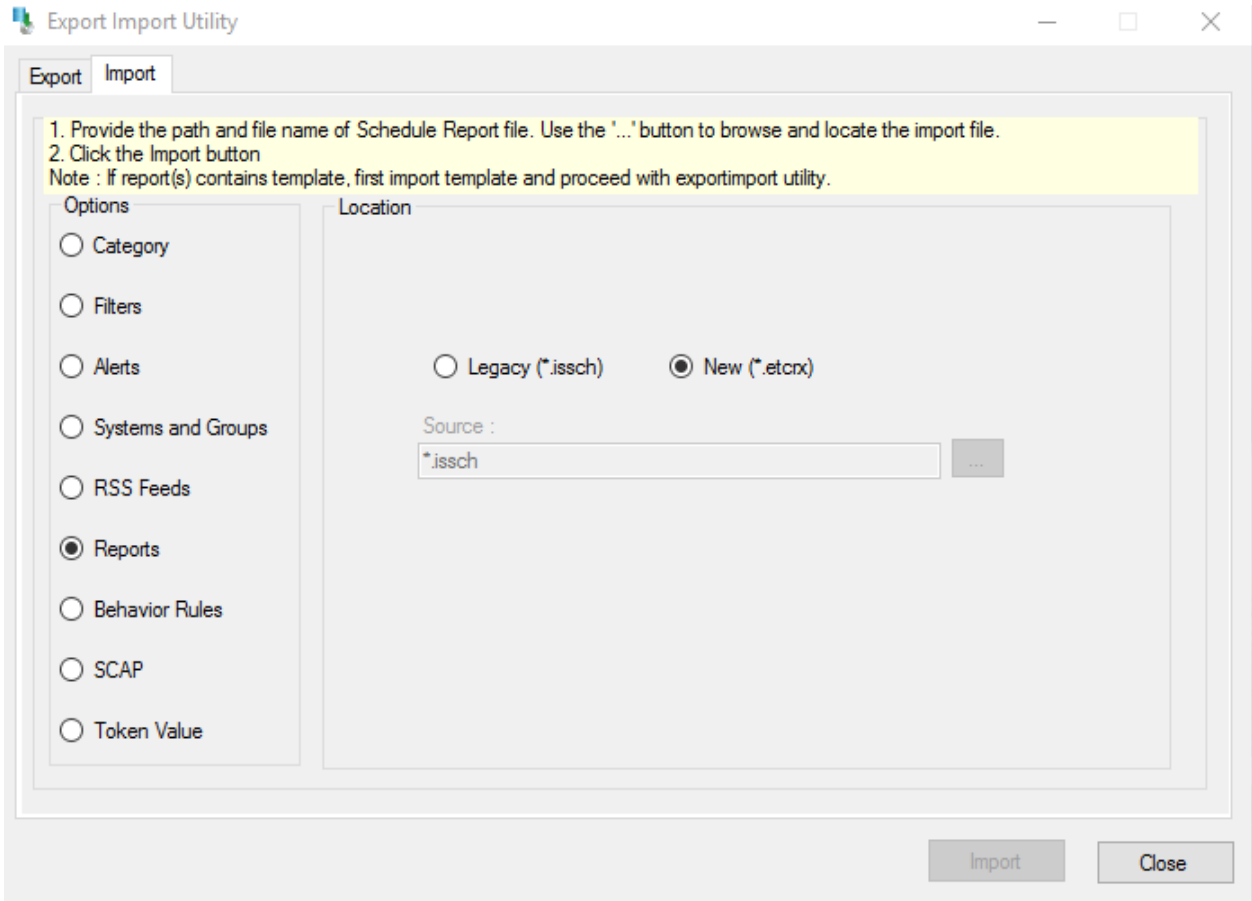 Export Import Utility
Export
Import
1. Provide the path and file name of Schedule Report file. Use the '...' button to browse and locate the import file.
2. Click the Import button
Note : If report(s) contains template, first import template and proceed with exportimport utility.
Options
Location
Category
Filters
Alerts
Legacy (*.issch)
New (*.etcrx)
Systems and Groups
Source :
*.issch
...
RSS Feeds
Reports
Behavior Rules
SCAP
Token Value
Import
Close